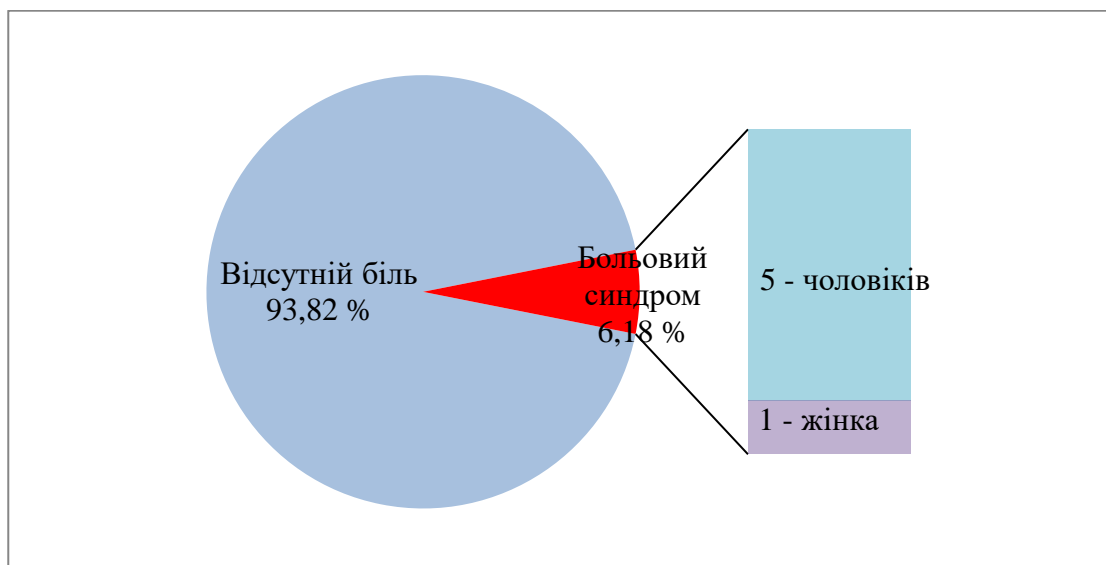 Відсутній біль
93,82 %
Больовий
синдром
6,18 %
5 - чоловіків
1 - жінка